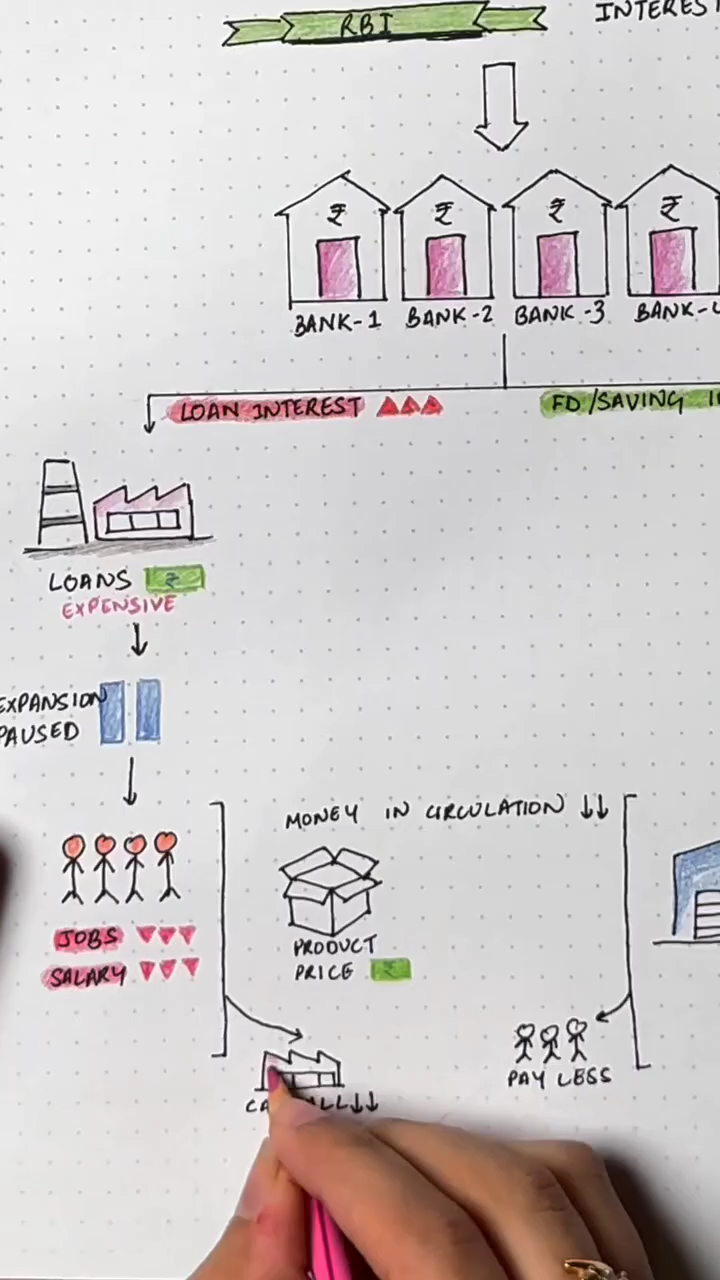 RBI
₹ ₹ ₹ ₹
BANK-1 BANK-2 BANK-3
LOAN INTEREST
FD/SAVING
LOANS ₹
EXPENSIVE
EXPANSION
PAUSED
MONEY IN CIRCULATION ↓↓
JOBS
SALARY
PRODUCT
PRICE ₹
PAY LESS